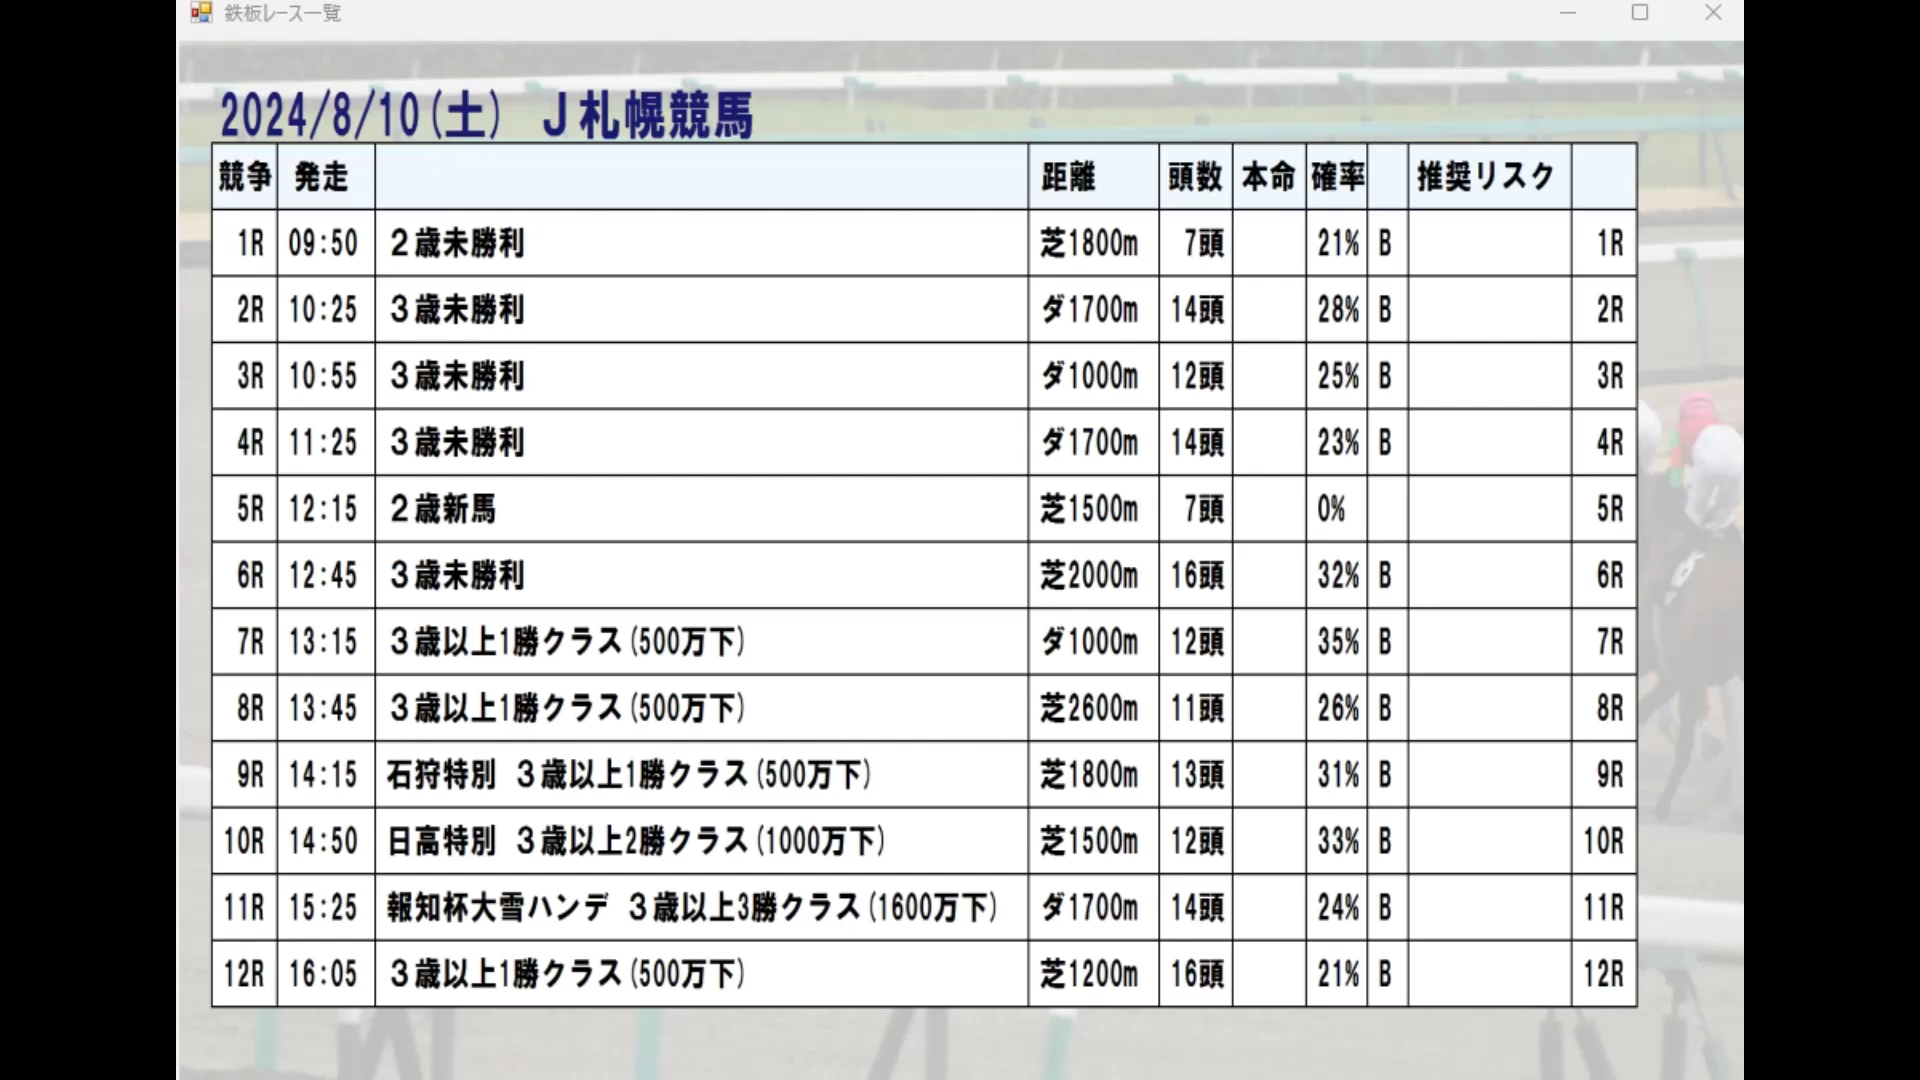 鉄板レース一覧
2024/8/10(土) J札幌競馬
競争 発走 距離 頭数 本命 確率 推奨リスク
1R 09:50 2歳未勝利 芝1800m 7頭 21% B 1R
2R 10:25 3歳未勝利 ダ1700m 14頭 28% B 2R
3R 10:55 3歳未勝利 ダ1000m 12頭 25% B 3R
4R 11:25 3歳未勝利 ダ1700m 14頭 23% B 4R
5R 12:15 2歳新馬 芝1500m 7頭 0% 5R
6R 12:45 3歳未勝利 芝2000m 16頭 32% B 6R
7R 13:15 3歳以上1勝クラス(500万下) ダ1000m 12頭 35% B 7R
8R 13:45 3歳以上1勝クラス(500万下) 芝2600m 11頭 26% B 8R
9R 14:15 石狩特別 3歳以上1勝クラス(500万下) 芝1800m 13頭 31% B 9R
10R 14:50 日高特別 3歳以上2勝クラス(1000万下) 芝1500m 12頭 33% B 10R
11R 15:25 報知杯大雪ハンデ 3歳以上3勝クラス(1600万下) ダ1700m 14頭 24% B 11R
12R 16:05 3歳以上1勝クラス(500万下) 芝1200m 16頭 21% B 12R